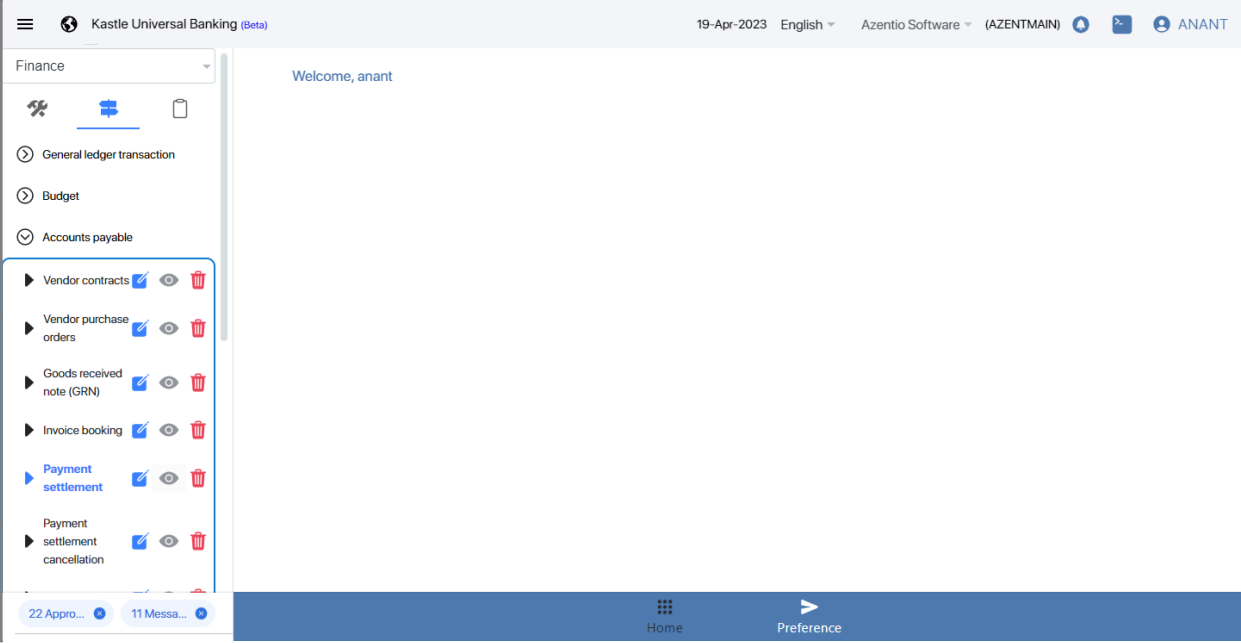 Kastle Universal Banking (Beta)
19-Apr-2023 English Azentio Software (AZENTMAIN) ANANT
Finance
Welcome, anant
General ledger transaction
Budget
Accounts payable
Vendor contracts
Vendor purchase
orders
Goods received
note (GRN)
Invoice booking
Payment
settlement
Payment
settlement
cancellation
22 Appro... 11 Messa...
Home
Preference